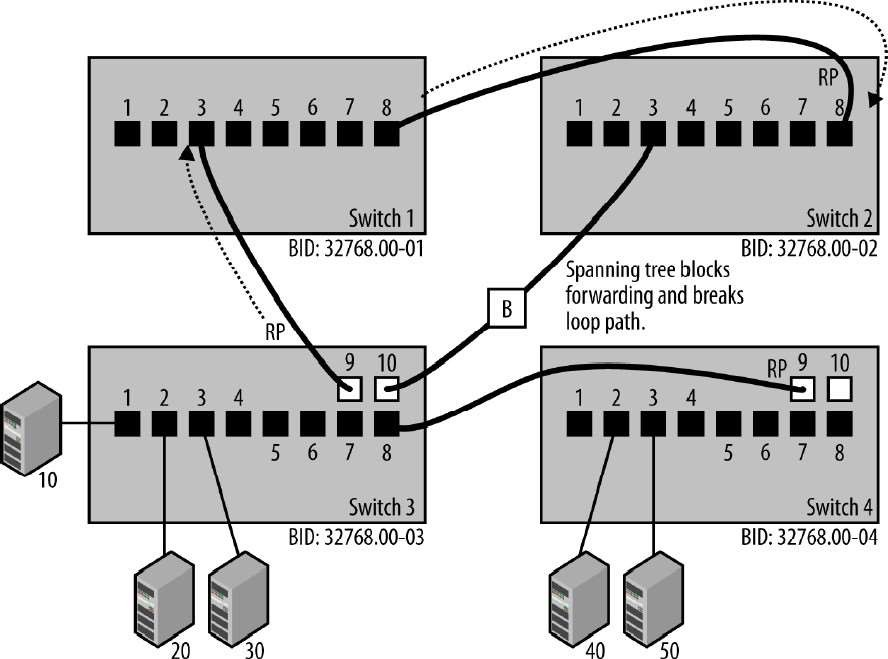 RP
1 2 3 4 5 6 7 8
1 2 3 4 5 6 7 8
Switch 1
Switch 2
BID: 32768.00-01
BID: 32768.00-02
Spanning tree blocks
forwarding and breaks
loop path.
B
RP
9 10
RP 9 10
1 2 3 4
5 6 7 8
1 2 3 4
5 6 7 8
10
Switch 3
Switch 4
BID: 32768.00-03
BID: 32768.00-04
20
30
40
50